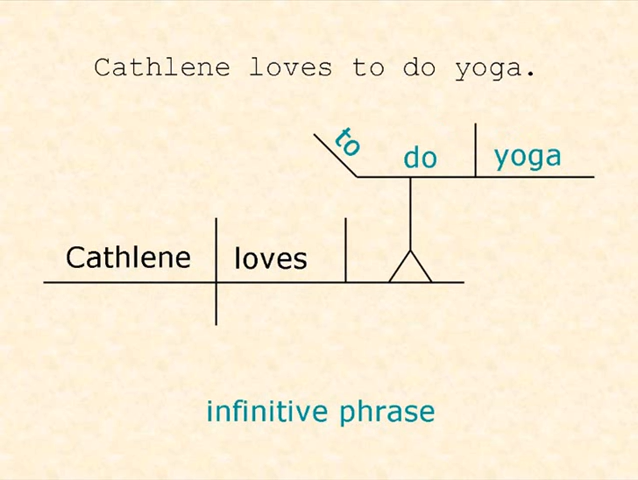 Cathlene loves to do yoga.
to
do yoga
Cathlene loves
infinitive phrase